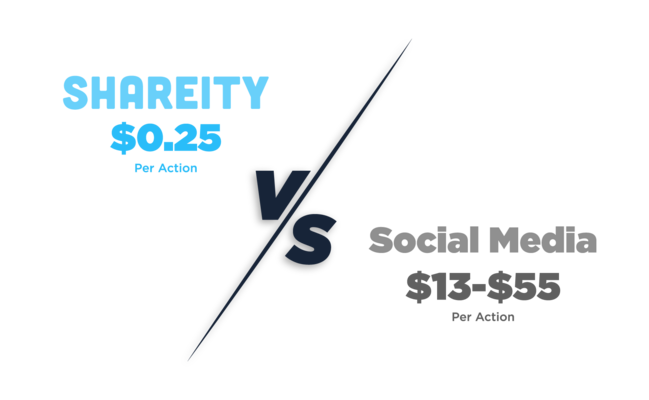 SHAREITY
$0.25
Per Action
VS
Social Media
$13-$55
Per Action